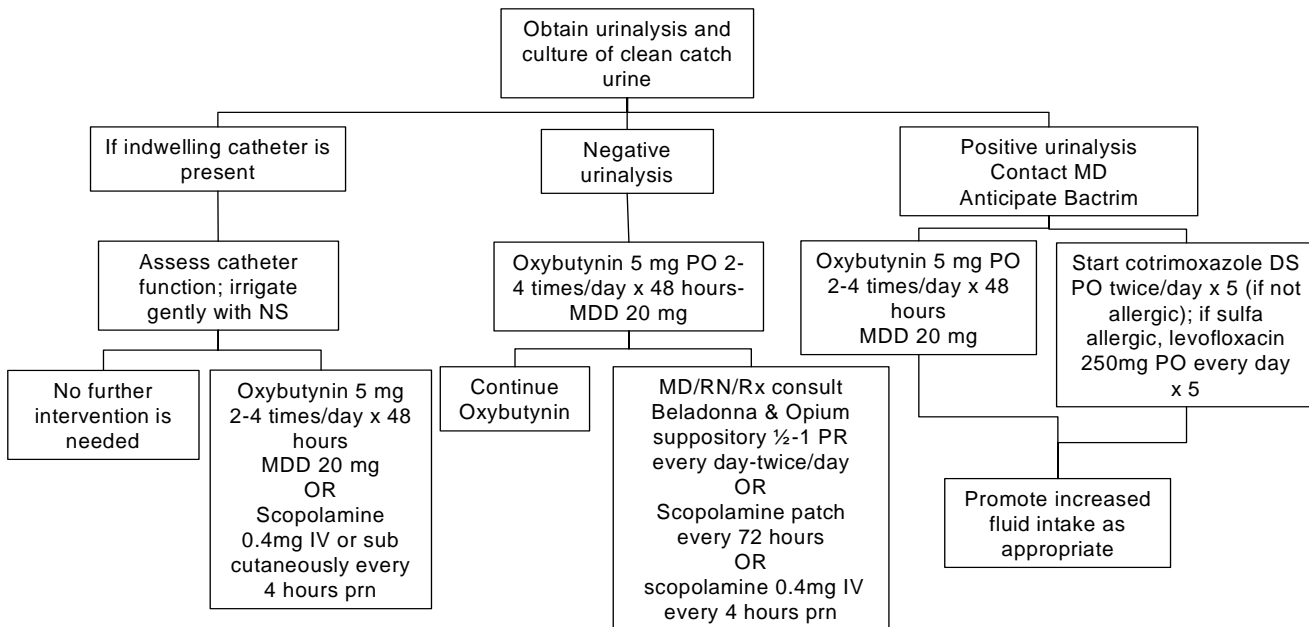 Obtain urinalysis and
culture of clean catch
urine
If indwelling catheter is
present
Negative
urinalysis
Positive urinalysis
Contact MD
Anticipate Bactrim
Assess catheter
function; irrigate
gently with NS
Oxybutynin 5 mg PO 2-
4 times/day x 48 hours-
MDD 20 mg
Oxybutynin 5 mg PO
2-4 times/day x 48
hours
MDD 20 mg
Start cotrimoxazole DS
PO twice/day x 5 (if not
allergic); if sulfa
allergic, levofloxacin
250mg PO every day
x 5
No further
intervention is
needed
Oxybutynin 5 mg
2-4 times/day x 48
hours
MDD 20 mg
OR
Scopolamine
0.4mg IV or sub
cutaneously every
4 hours prn
Continue
Oxybutynin
MD/RN/Rx consult
Beladonna & Opium
suppository ½-1 PR
every day-twice/day
OR
Scopolamine patch
every 72 hours
OR
scopolamine 0.4mg IV
every 4 hours prn
Promote increased
fluid intake as
appropriate